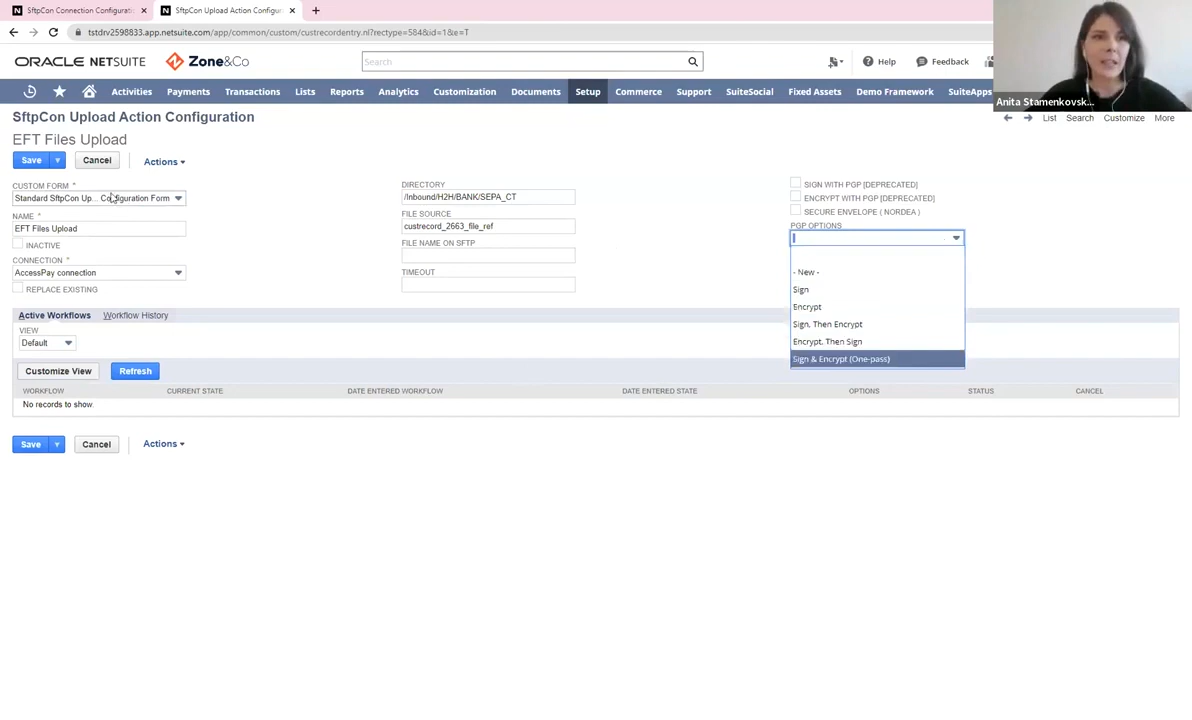 SftpCon Connection Configurati
SftpCon Upload Action Configur
tstdrv2598833.app.netsuite.com/app/common/custom/custrecordentry.nl?rectype=584&id=1&e=T
ORACLE NETSUITE
Zone&Co
Search
Help
Feedback
Anita Stamenkovsk...
Activities
Payments
Transactions
Lists
Reports
Analytics
Customization
Documents
Setup
Commerce
Support
SuiteSocial
Fixed Assets
Demo Framework
SuiteApps
SftpCon Upload Action Configuration
List
Search
Customize
More
EFT Files Upload
Save
Cancel
Actions
CUSTOM FORM *
Standard SftpCon Up... Configuration Form
NAME *
EFT Files Upload
INACTIVE
CONNECTION *
AccessPay connection
REPLACE EXISTING
DIRECTORY
/Inbound/H2H/BANK/SEPA_CT
FILE SOURCE
custrecord_2663_file_ref
FILE NAME ON SFTP
TIMEOUT
SIGN WITH PGP [DEPRECATED]
ENCRYPT WITH PGP [DEPRECATED]
SECURE ENVELOPE ( NORDEA )
PGP OPTIONS
- New -
Sign
Encrypt
Sign, Then Encrypt
Encrypt, Then Sign
Sign & Encrypt (One-pass)
Active Workflows
Workflow History
VIEW
Default
Customize View
Refresh
WORKFLOW
CURRENT STATE
DATE ENTERED WORKFLOW
DATE ENTERED STATE
OPTIONS
STATUS
CANCEL
No records to show.
Save
Cancel
Actions